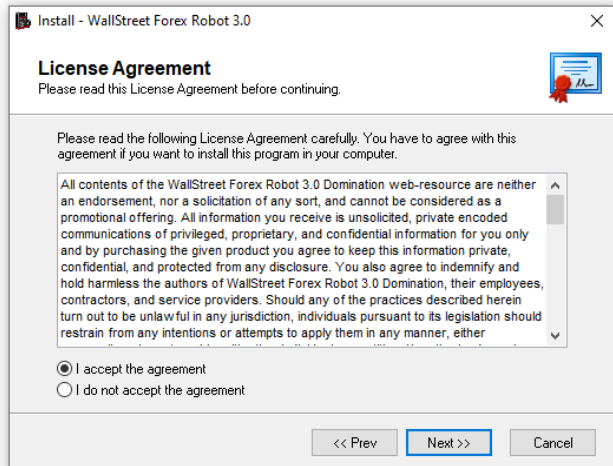 Install - WallStreet Forex Robot 3.0
License Agreement
Please read this License Agreement before continuing.
Please read the following License Agreement carefully. You have to agree with this
agreement if you want to install this program in your computer.
All contents of the WallStreet Forex Robot 3.0 Domination web-resource are neither
an endorsement, nor a solicitation of any sort, and cannot be considered as a
promotional offering. All information you receive is unsolicited, private encoded
communications of privileged, proprietary, and confidential information for you only
and by purchasing the given product you agree to keep this information private,
confidential, and protected from any disclosure. You also agree to indemnify and
hold harmless the authors of WallStreet Forex Robot 3.0 Domination, their employees,
contractors, and service providers. Should any of the practices described herein
turn out to be unlawful in any jurisdiction, individuals pursuant to its legislation should
restrain from any intentions or attempts to apply them in any manner, either
I accept the agreement
I do not accept the agreement
<< Prev
Next >>
Cancel